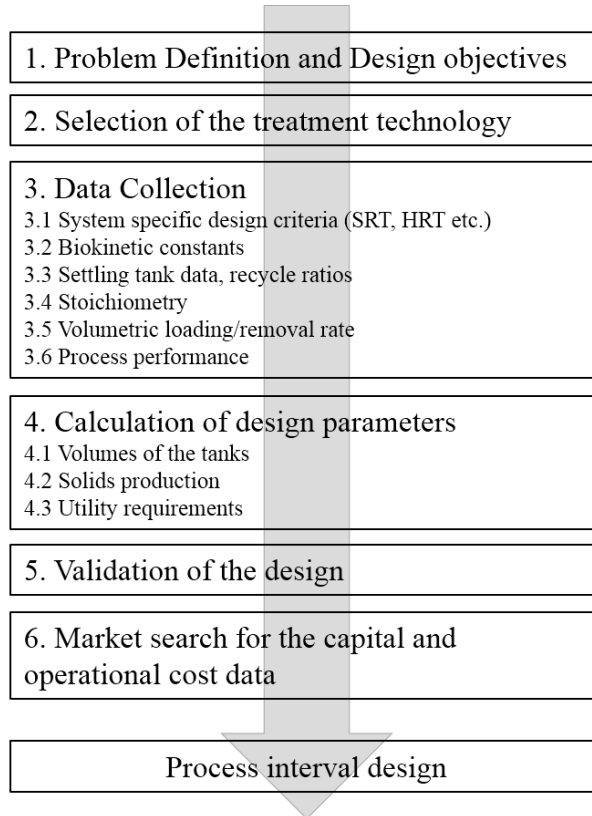 1. Problem Definition and Design objectives
2. Selection of the treatment technology
3. Data Collection
3.1 System specific design criteria (SRT, HRT etc.)
3.2 Biokinetic constants
3.3 Settling tank data, recycle ratios
3.4 Stoichiometry
3.5 Volumetric loading/removal rate
3.6 Process performance
4. Calculation of design parameters
4.1 Volumes of the tanks
4.2 Solids production
4.3 Utility requirements
5. Validation of the design
6. Market search for the capital and
operational cost data
Process interval design